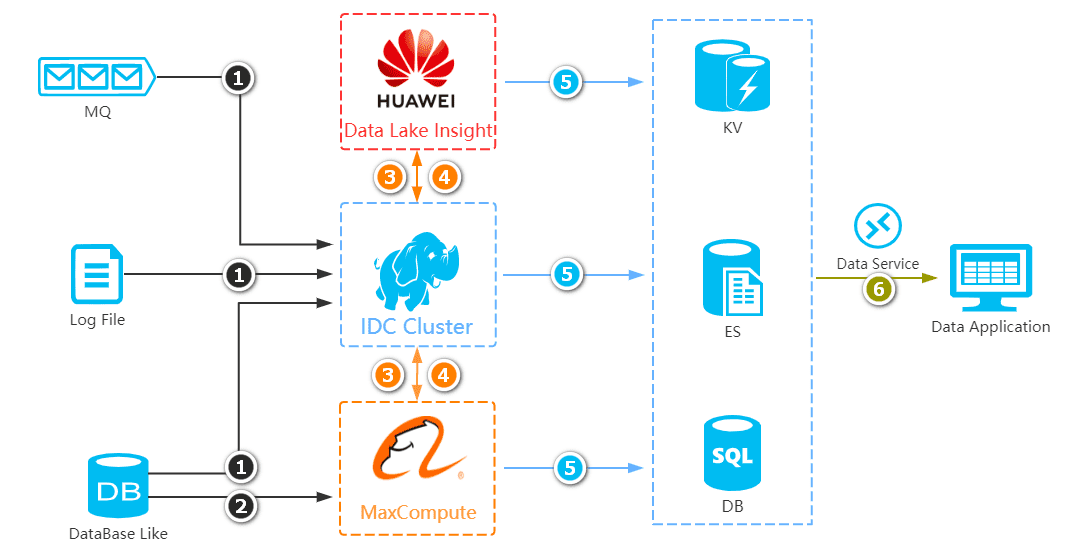 MQ
1
HUAWEI
Data Lake Insight
5
KV
3
4
Log File
1
IDC Cluster
5
ES
Data Service
6
Data Application
3
4
DB
DataBase Like
1
2
MaxCompute
®
5
SQL
DB